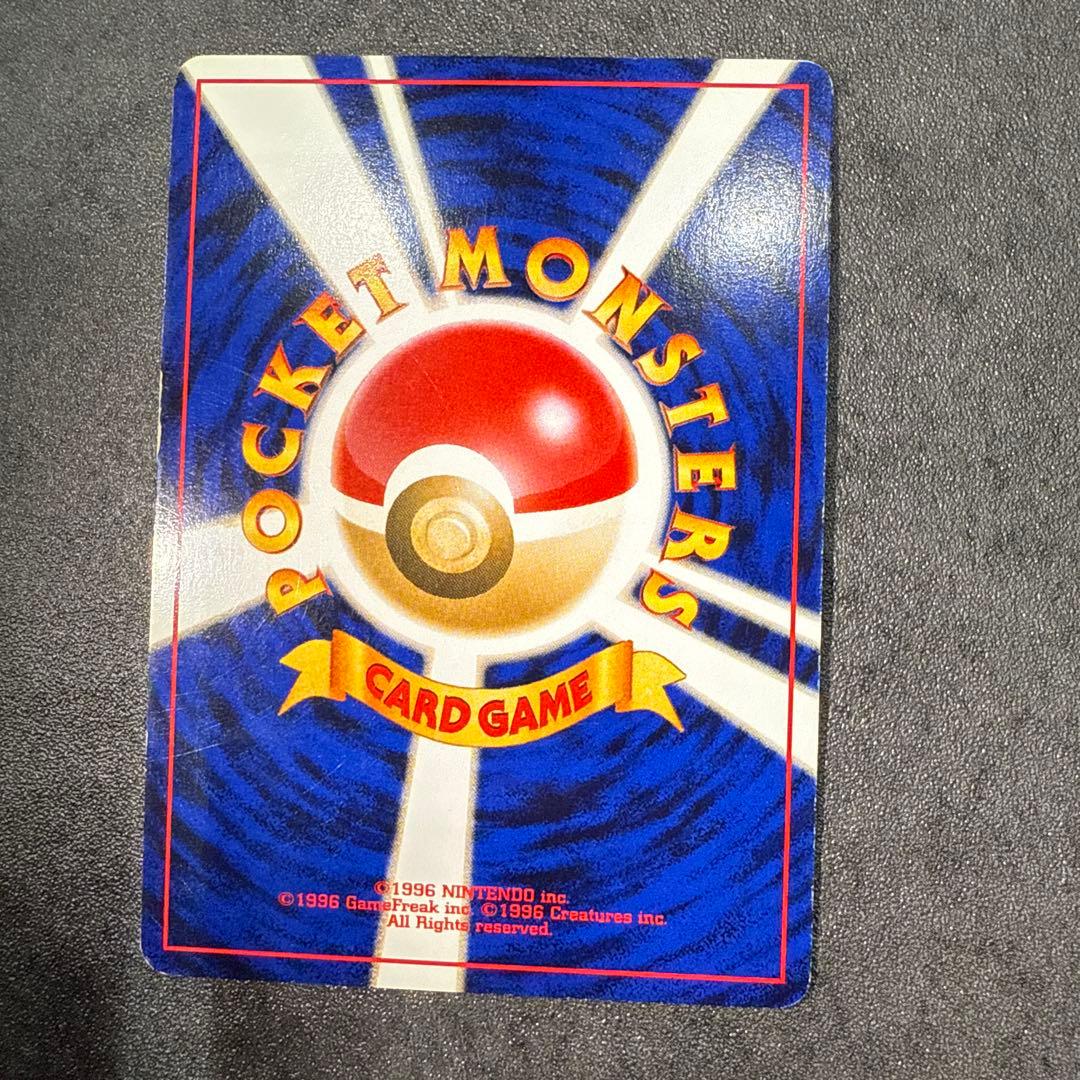 POCKET MONSTERS
CARD GAME
©1996 NINTENDO inc.
©1996 GameFreak inc. ©1996 Creatures inc.
All Rights reserved.